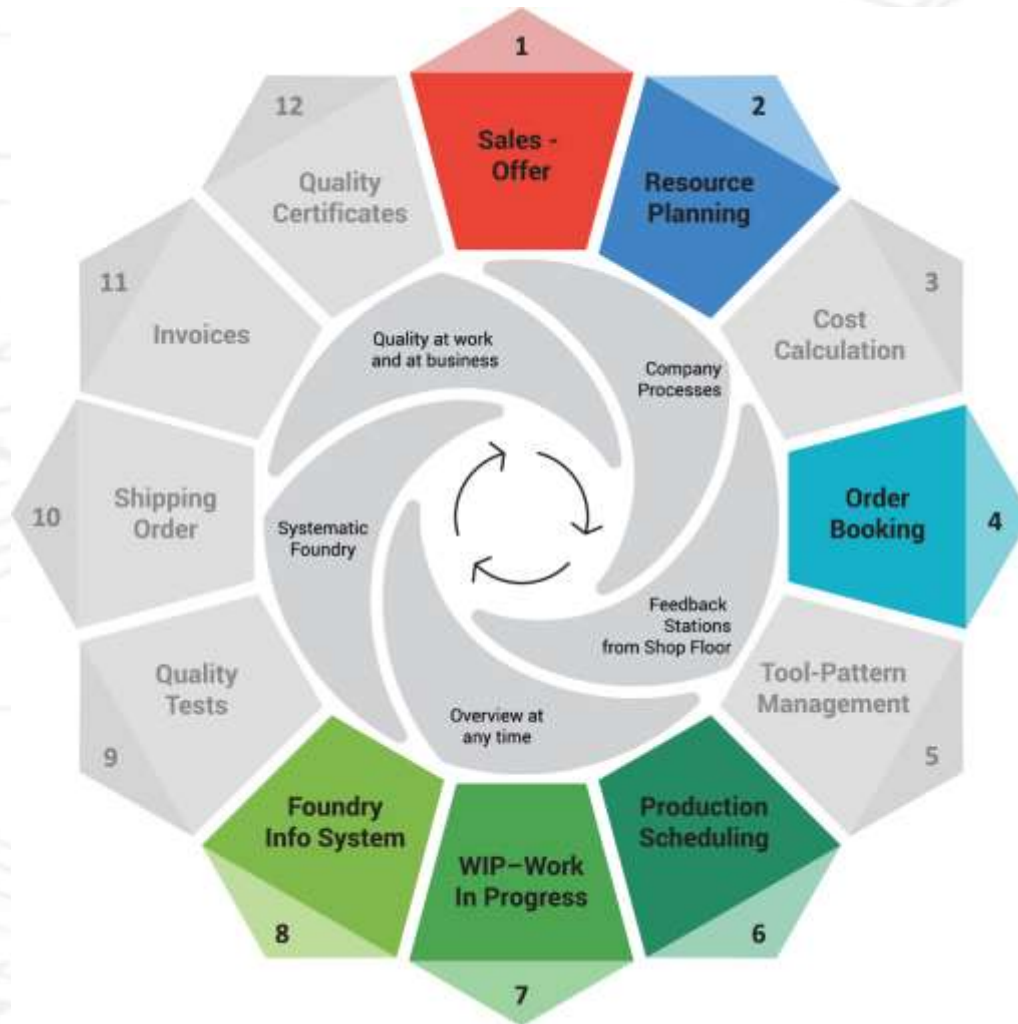 1
Sales -
Offer
2
Resource
Planning
3
Cost
Calculation
4
Order
Booking
5
Tool-Pattern
Management
6
Production
Scheduling
7
WIP–Work
In Progress
8
Foundry
Info System
9
Quality
Tests
10
Shipping
Order
11
Invoices
12
Quality
Certificates
Company
Processes
Feedback
Stations
from Shop Floor
Overview at
any time
Systematic
Foundry
Quality at work
and at business